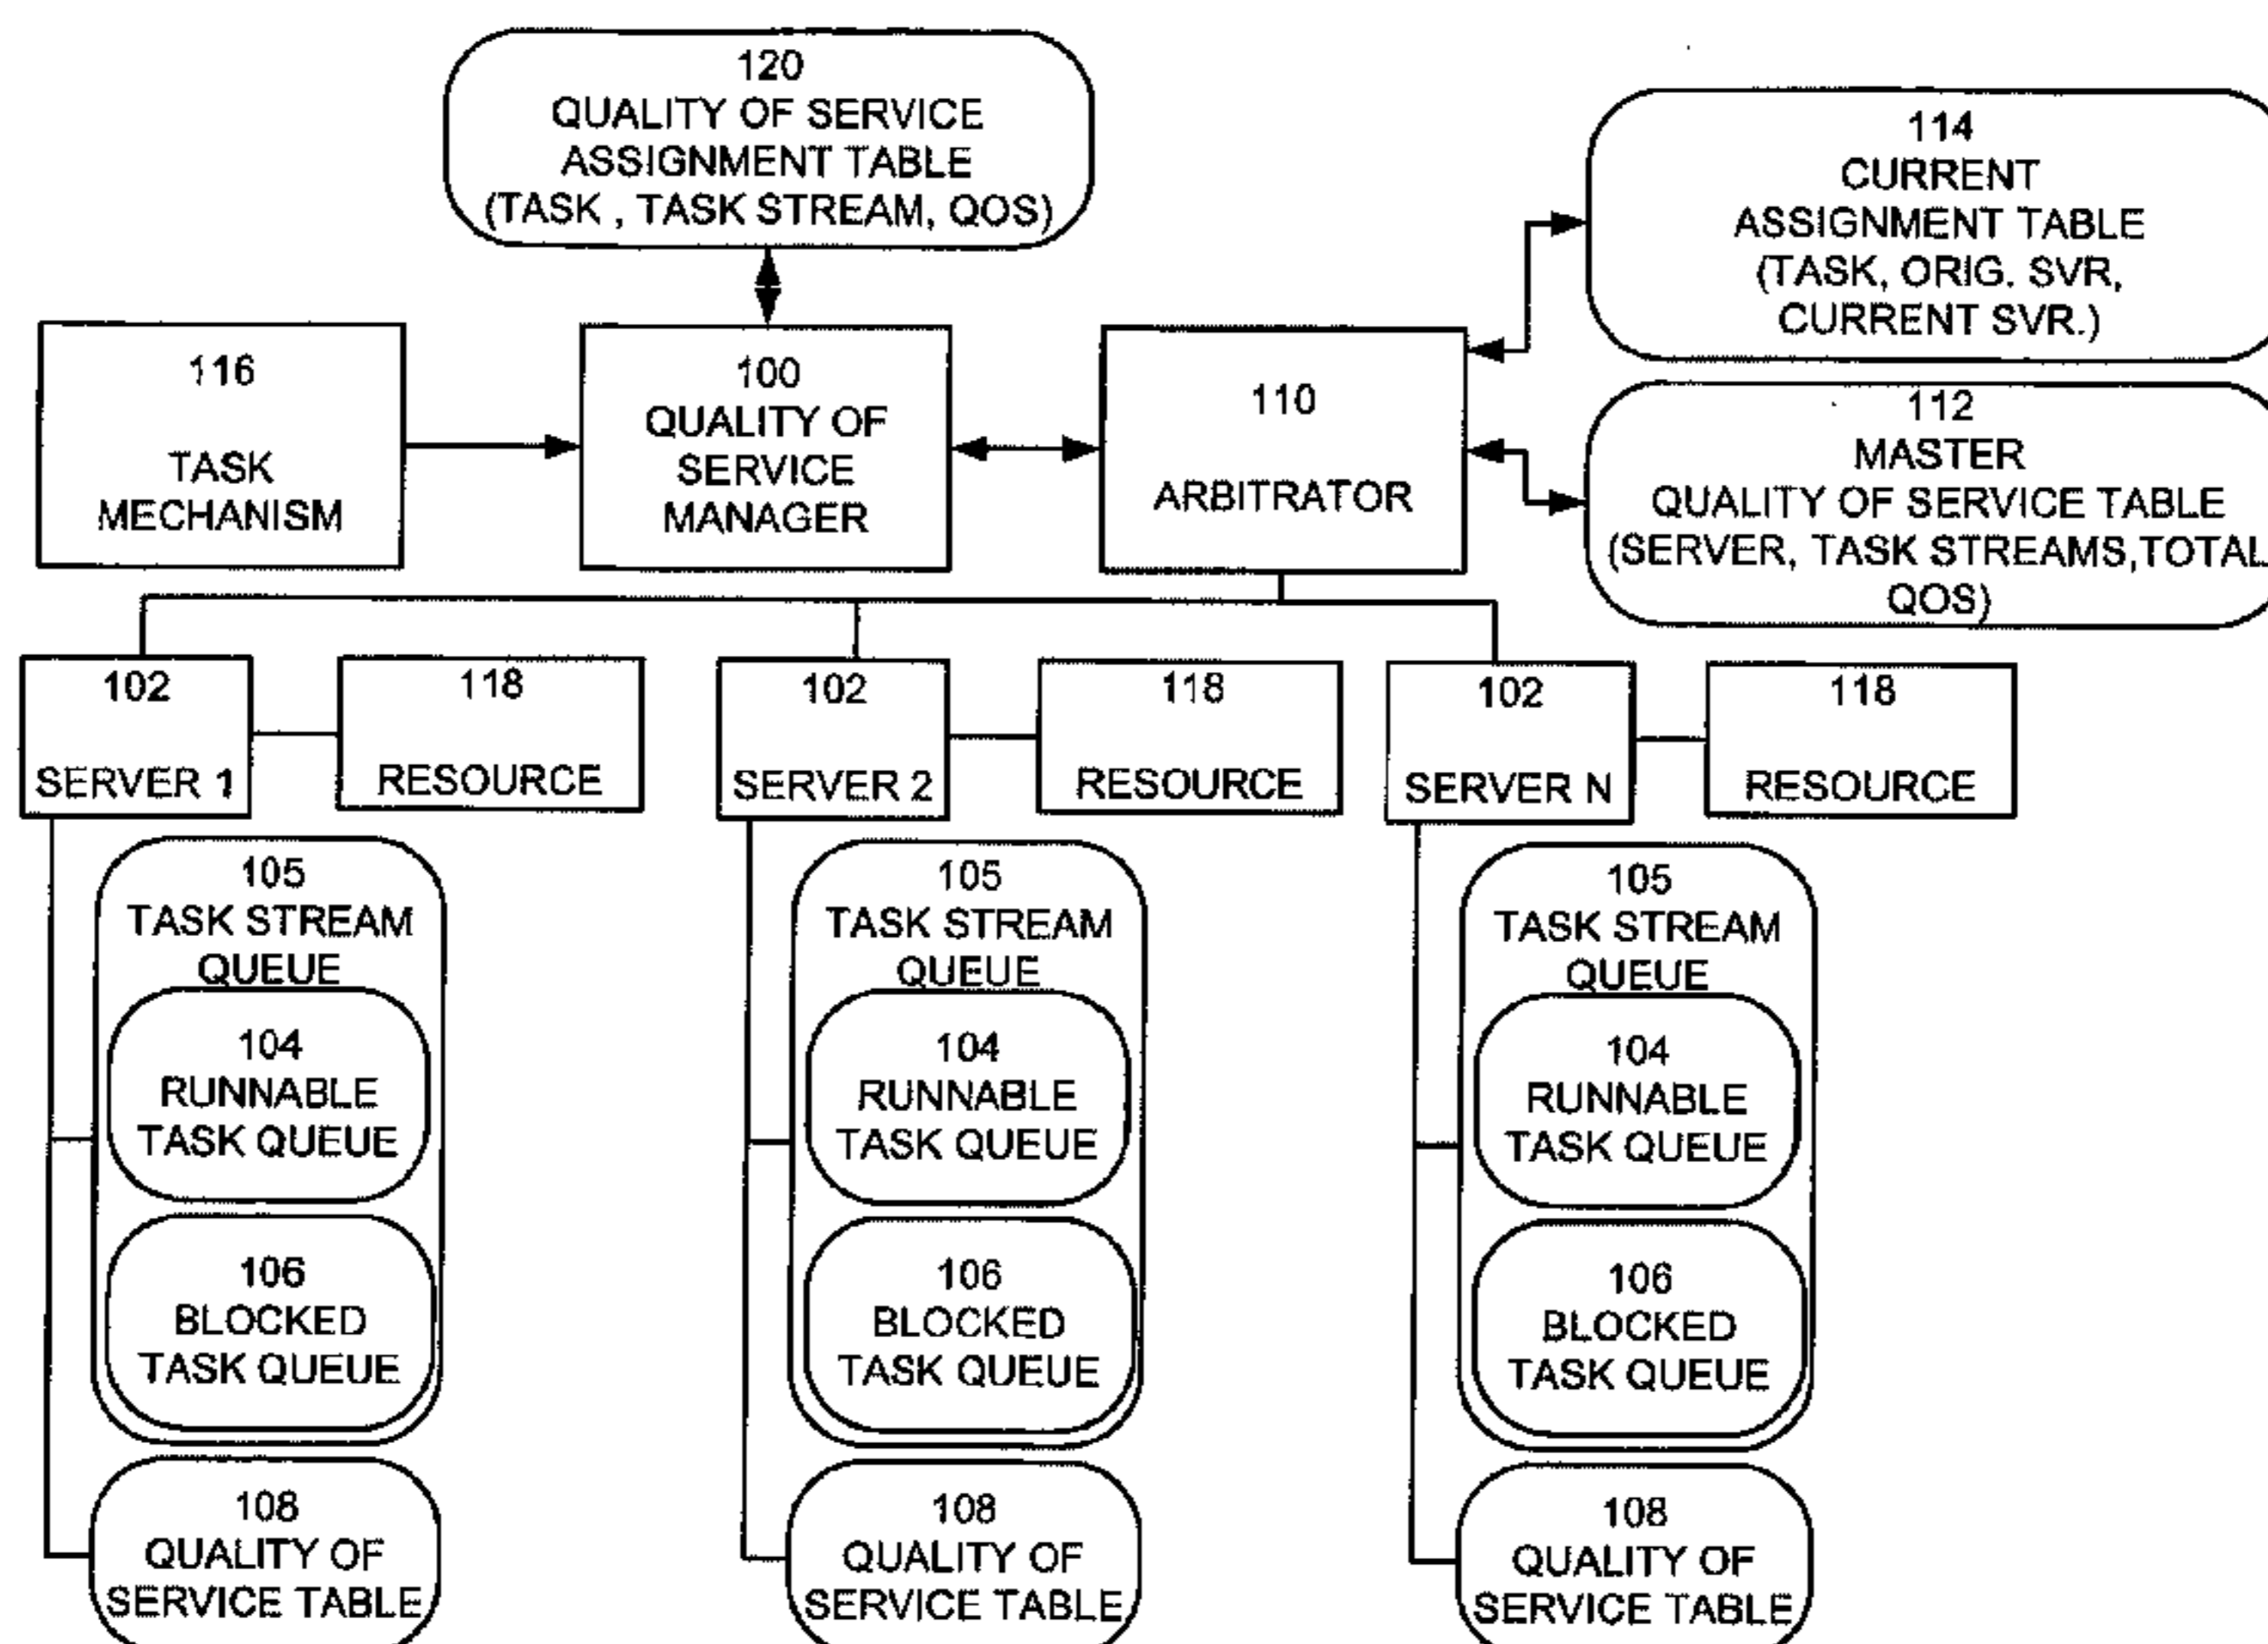 120
QUALITY OF SERVICE
ASSIGNMENT TABLE
(TASK , TASK STREAM, QOS)
114
CURRENT
ASSIGNMENT TABLE
(TASK, ORIG. SVR,
CURRENT SVR.)
116
TASK
MECHANISM
100
QUALITY OF
SERVICE
MANAGER
110
ARBITRATOR
112
MASTER
QUALITY OF SERVICE TABLE
(SERVER, TASK STREAMS,TOTAL
QOS)
102
SERVER 1
118
RESOURCE
102
SERVER 2
118
RESOURCE
102
SERVER N
118
RESOURCE
105
TASK STREAM
QUEUE
104
RUNNABLE
TASK QUEUE
106
BLOCKED
TASK QUEUE
108
QUALITY OF
SERVICE TABLE
105
TASK STREAM
QUEUE
104
RUNNABLE
TASK QUEUE
106
BLOCKED
TASK QUEUE
108
QUALITY OF
SERVICE TABLE
105
TASK STREAM
QUEUE
104
RUNNABLE
TASK QUEUE
106
BLOCKED
TASK QUEUE
108
QUALITY OF
SERVICE TABLE